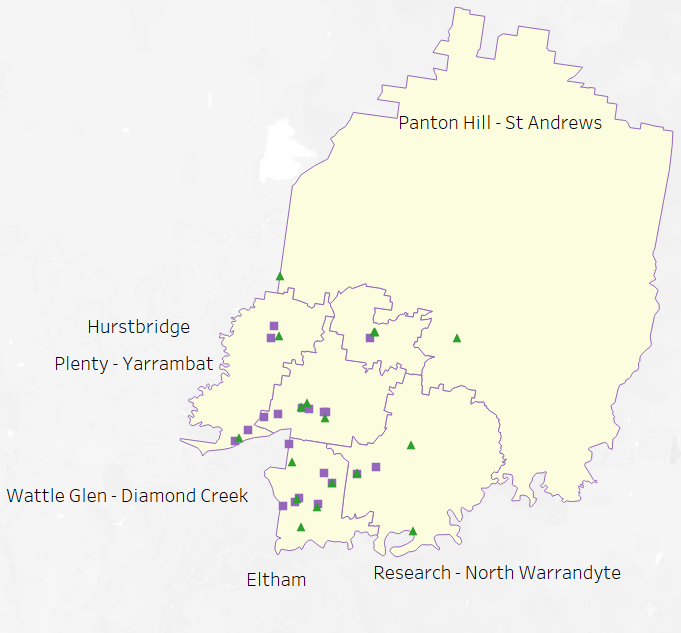 Panton Hill - St Andrews
Hurstbridge
Plenty - Yarrambat
Wattle Glen - Diamond Creek
Eltham
Research - North Warrandyte